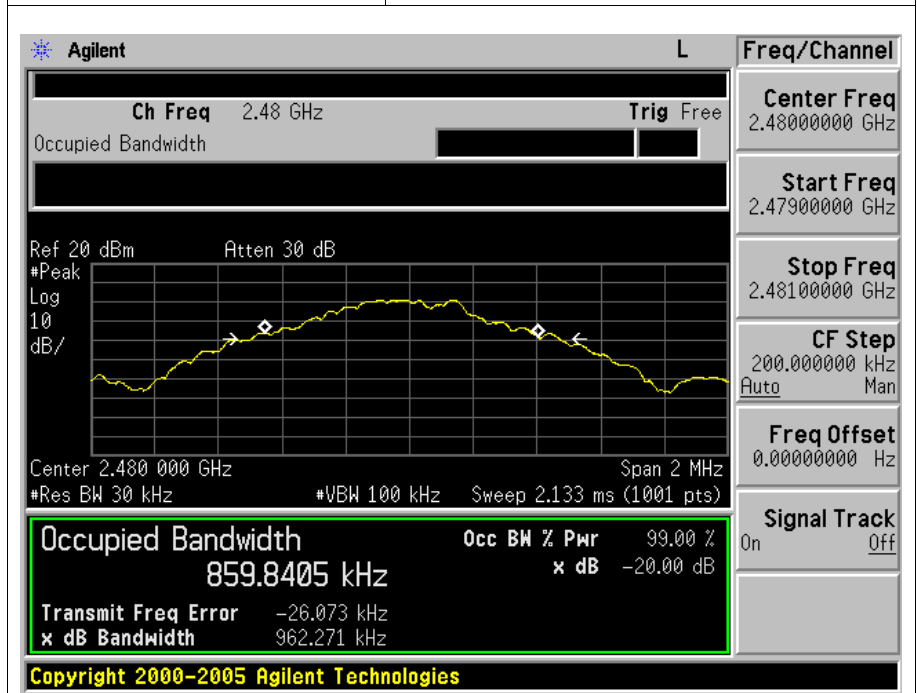 Agilent L Freq/Channel
Ch Freq 2.48 GHz Trig Free
Occupied Bandwidth
Center Freq
2.48000000 GHz
Start Freq
2.47900000 GHz
Stop Freq
2.48100000 GHz
CF Step
200.000000 kHz
Auto Man
Freq Offset
0.00000000 Hz
Signal Track
On Off
Ref 20 dBm Atten 30 dB
#Peak
Log
10
dB/
Center 2.480 000 GHz Span 2 MHz
#Res BW 30 kHz #VBW 100 kHz Sweep 2.133 ms (1001 pts)
Occupied Bandwidth Occ BW % Pwr 99.00 %
859.8405 kHz x dB -20.00 dB
Transmit Freq Error -26.073 kHz
x dB Bandwidth 962.271 kHz
Copyright 2000-2005 Agilent Technologies